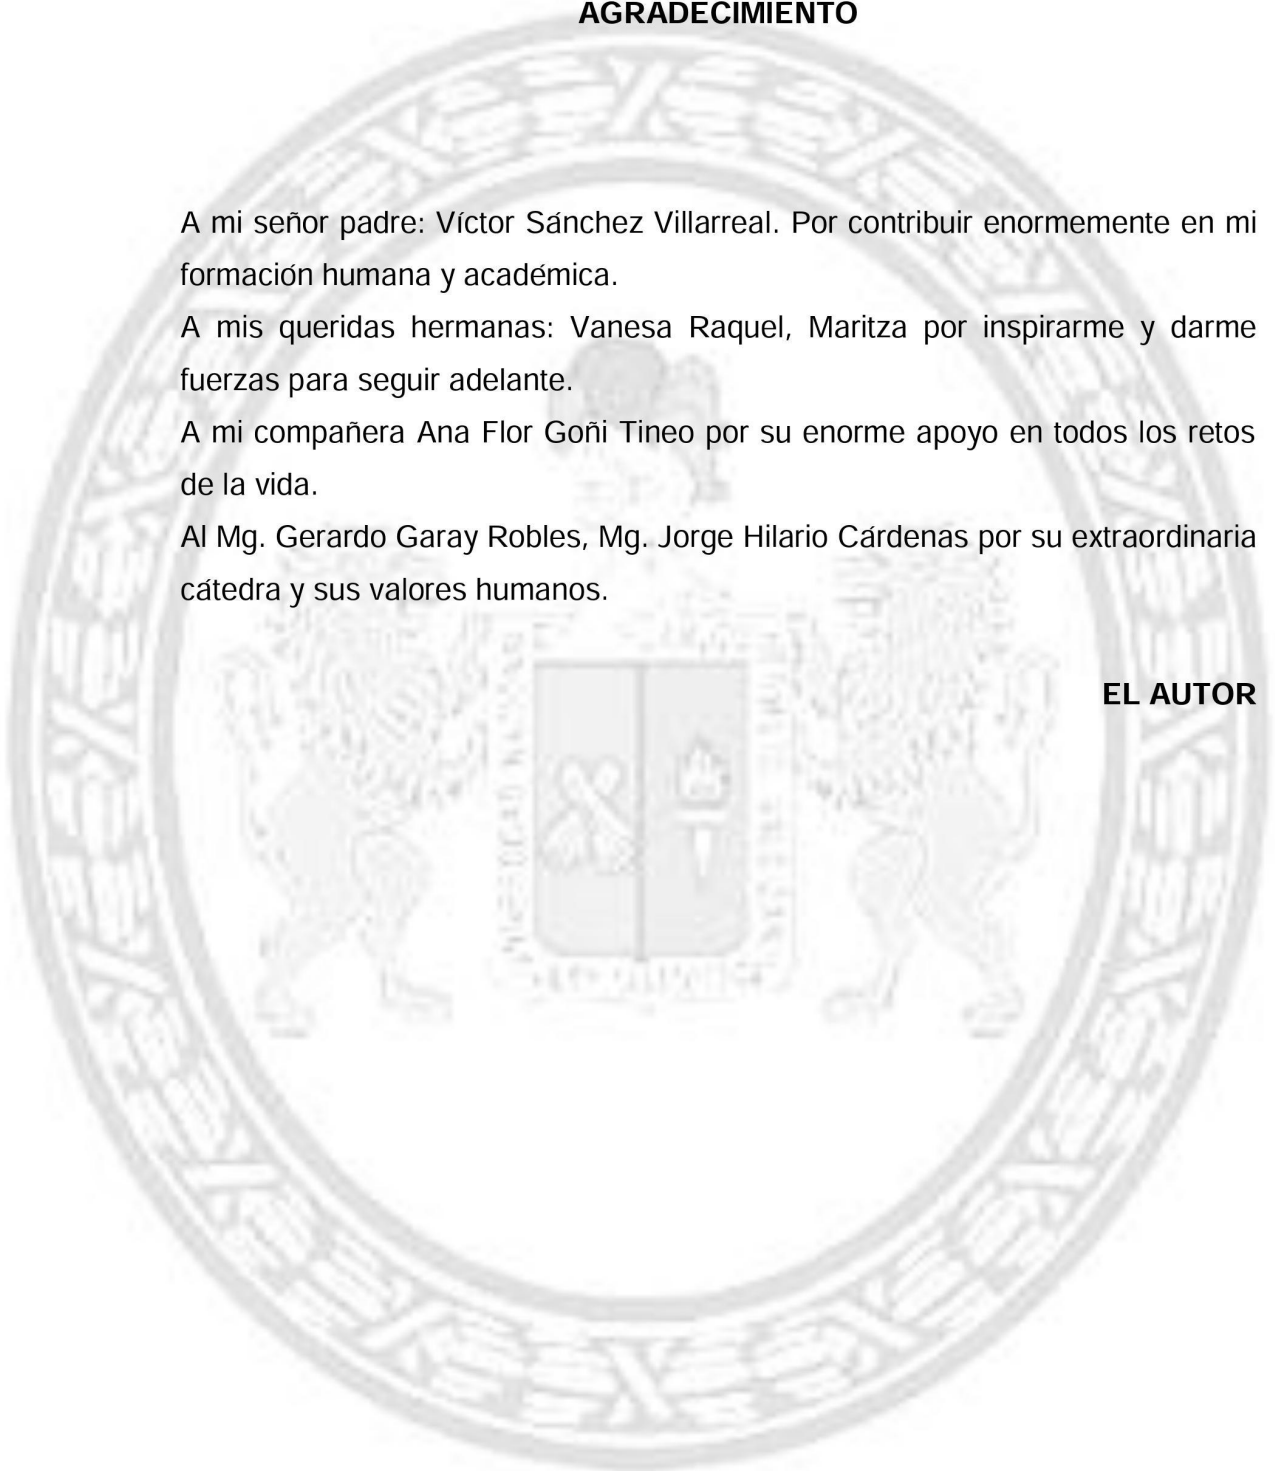 AGRADECIMIENTO
A mi señor padre: Víctor Sánchez Villarreal. Por contribuir enormemente en mi
formación humana y académica.
A mis queridas hermanas: Vanesa Raquel, Maritza por inspirarme y darme
fuerzas para seguir adelante.
A mi compañera Ana Flor Goñi Tineo por su enorme apoyo en todos los retos
de la vida.
Al Mg. Gerardo Garay Robles, Mg. Jorge Hilario Cárdenas por su extraordinaria
cátedra y sus valores humanos.
EL AUTOR